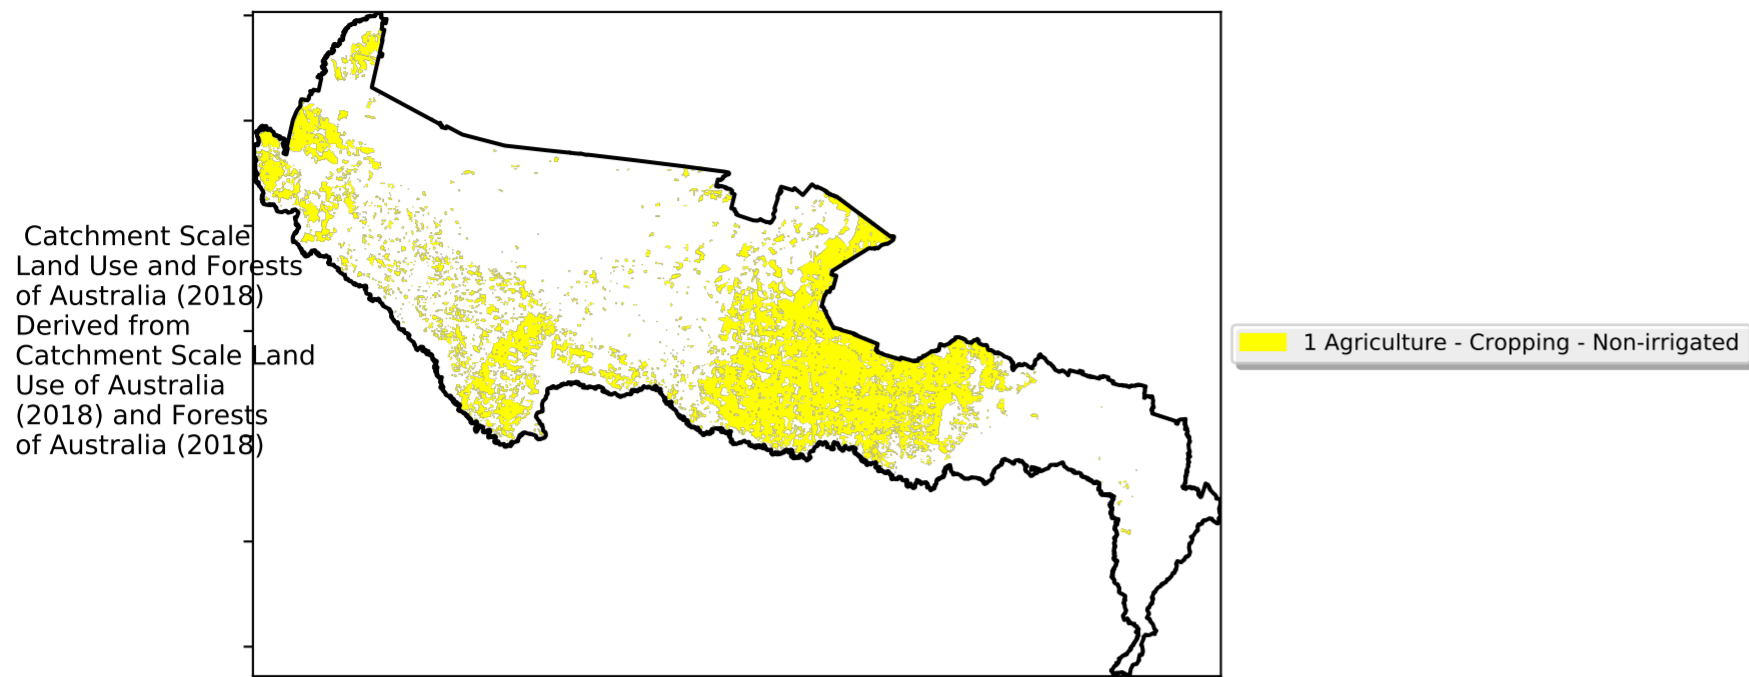 Catchment Scale
Land Use and Forests
of Australia (2018)
Derived from
Catchment Scale Land
Use of Australia
(2018) and Forests
of Australia (2018)
1 Agriculture - Cropping - Non-irrigated